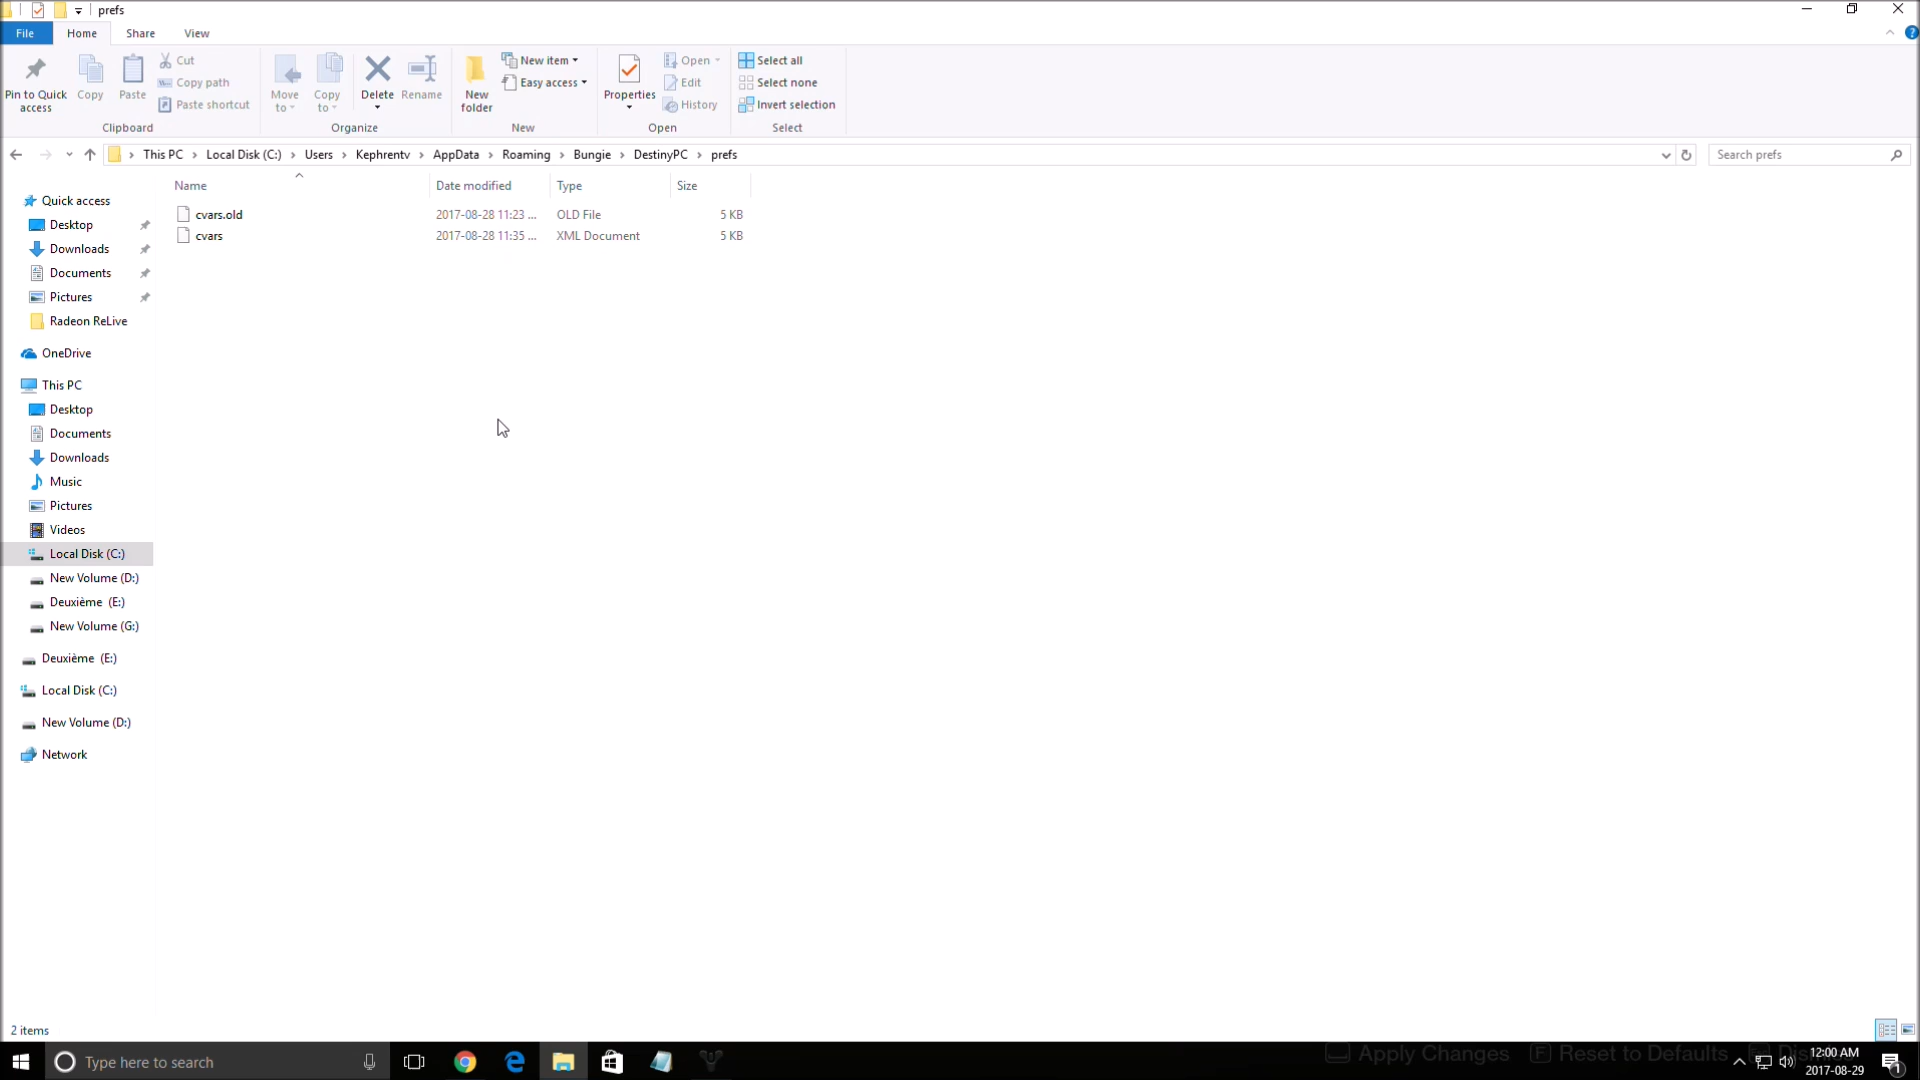 prefs
File Home Share View
Pin to Quick access
Copy
Paste
Cut
Copy path
Paste shortcut
Clipboard
Move to
Copy to
Delete
Rename
Organize
New folder
New item
Easy access
New
Properties
Open
Edit
History
Open
Select all
Select none
Invert selection
Select
This PC > Local Disk (C:) > Users > Kephrentv > AppData > Roaming > Bungie > DestinyPC > prefs
Search prefs
Name Date modified Type Size
cvars.old 2017-08-28 11:23 ... OLD File 5 KB
cvars 2017-08-28 11:35 ... XML Document 5 KB
Quick access
Desktop
Downloads
Documents
Pictures
Radeon ReLive
OneDrive
This PC
Desktop
Documents
Downloads
Music
Pictures
Videos
Local Disk (C:)
New Volume (D:)
Deuxième (E:)
New Volume (G:)
Deuxième (E:)
Local Disk (C:)
New Volume (D:)
Network
2 items
Type here to search
Apply Changes F Reset to Defaults
12:00 AM
2017-08-29
1